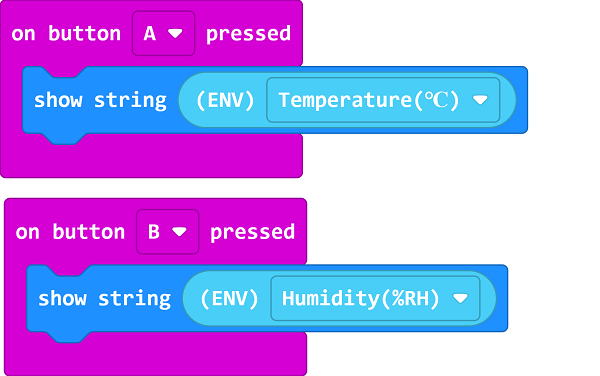 on button A pressed
show string (ENV) Temperature(℃)
on button B pressed
show string (ENV) Humidity(%RH)